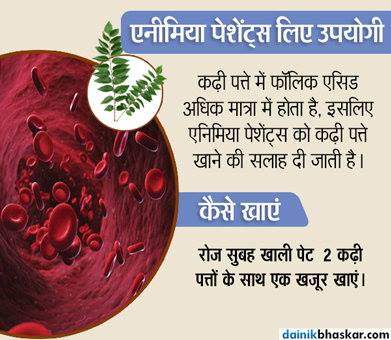 एनीमिया पेशेंट्स लिए उपयोगी
कढ़ी पत्ते में फॉलिक एसिड
अधिक मात्रा में होता है, इसलिए
एनिमिया पेशेंट्स को कढ़ी पत्ते
खाने की सलाह दी जाती है।
कैसे खाएं
रोज सुबह खाली पेट 2 कढ़ी
पत्तों के साथ एक खजूर खाएं।
dainikbhaskar.com